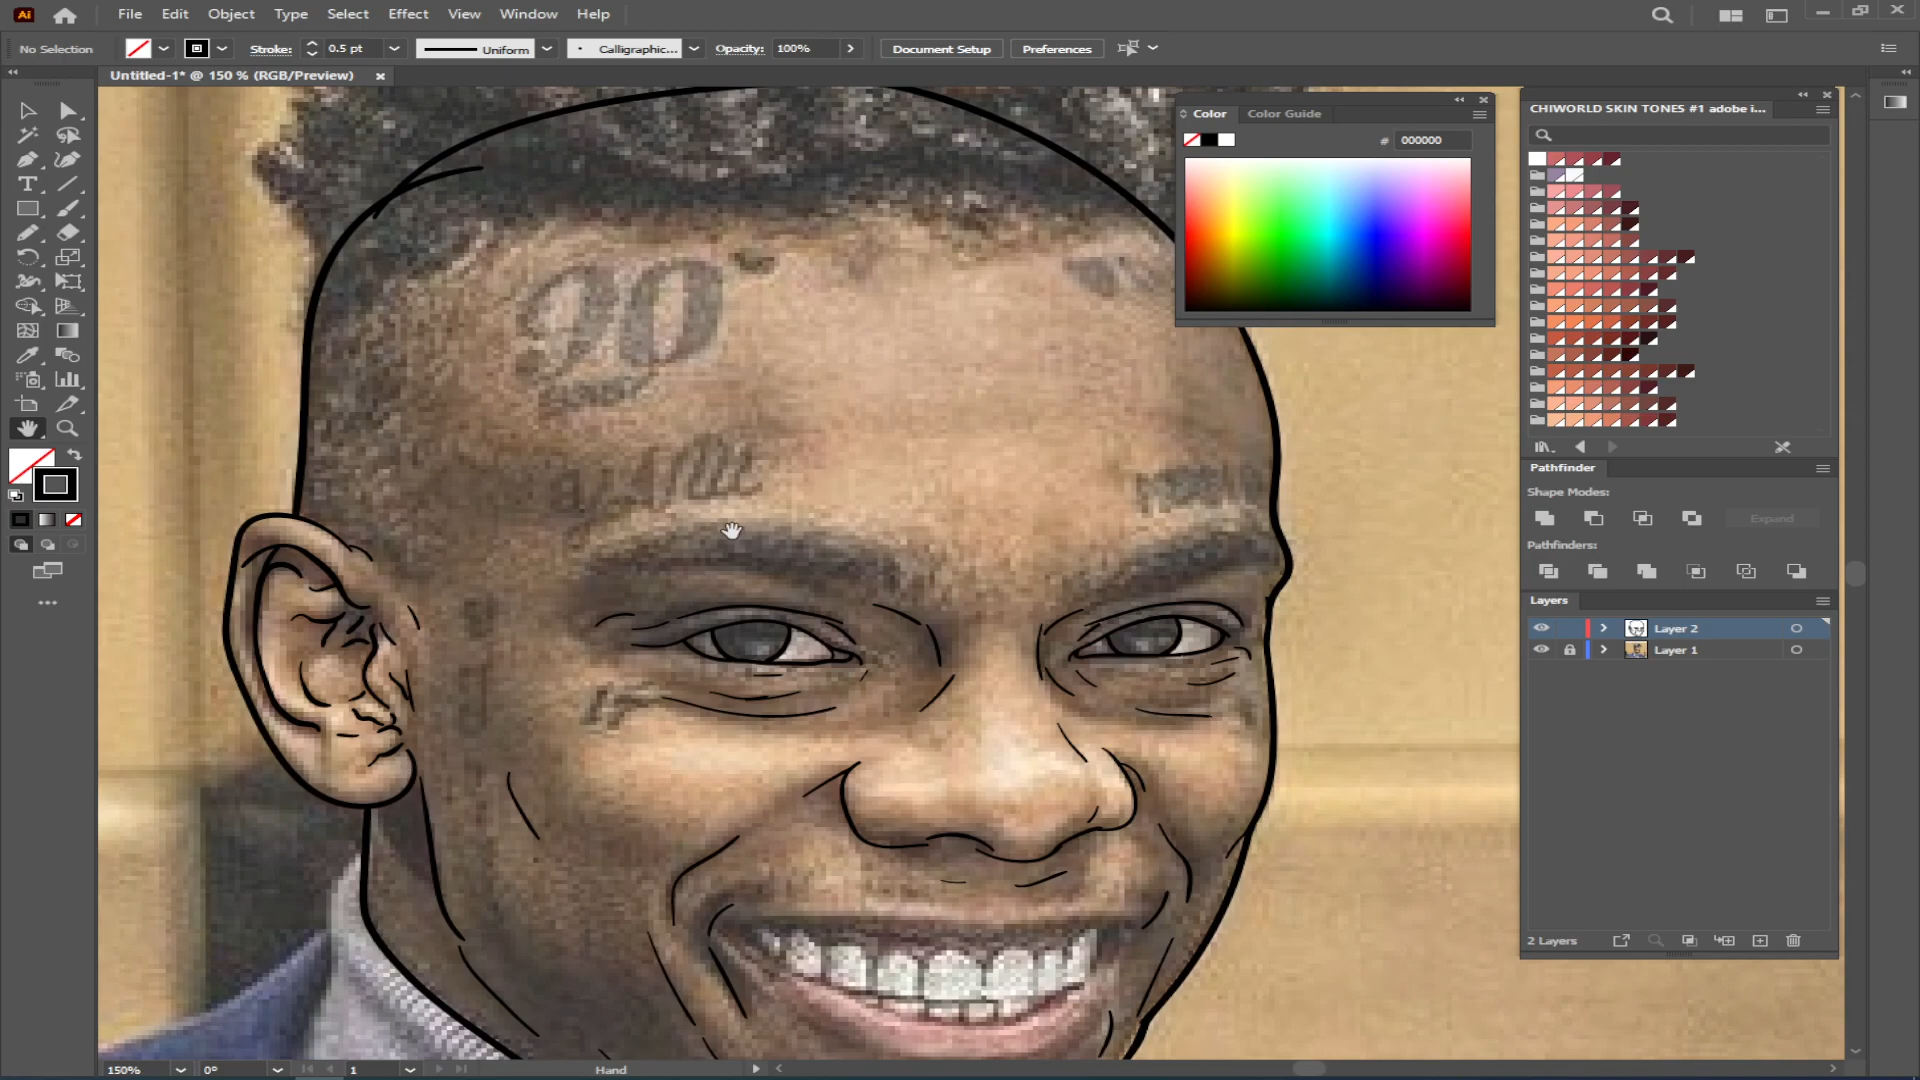 Ai File Edit Object Type Select Effect View Window Help
No Selection Stroke: 0.5 pt Uniform Calligraphic... Opacity: 100% Document Setup Preferences
Untitled-1* @ 150 % (RGB/Preview)
CHIWORLD SKIN TONES #1 adobe i...
Color Color Guide
# 000000
Pathfinder
Shape Modes:
Expand
Pathfinders:
Layers
Layer 2
Layer 1
2 Layers
150% 0° 1 Hand